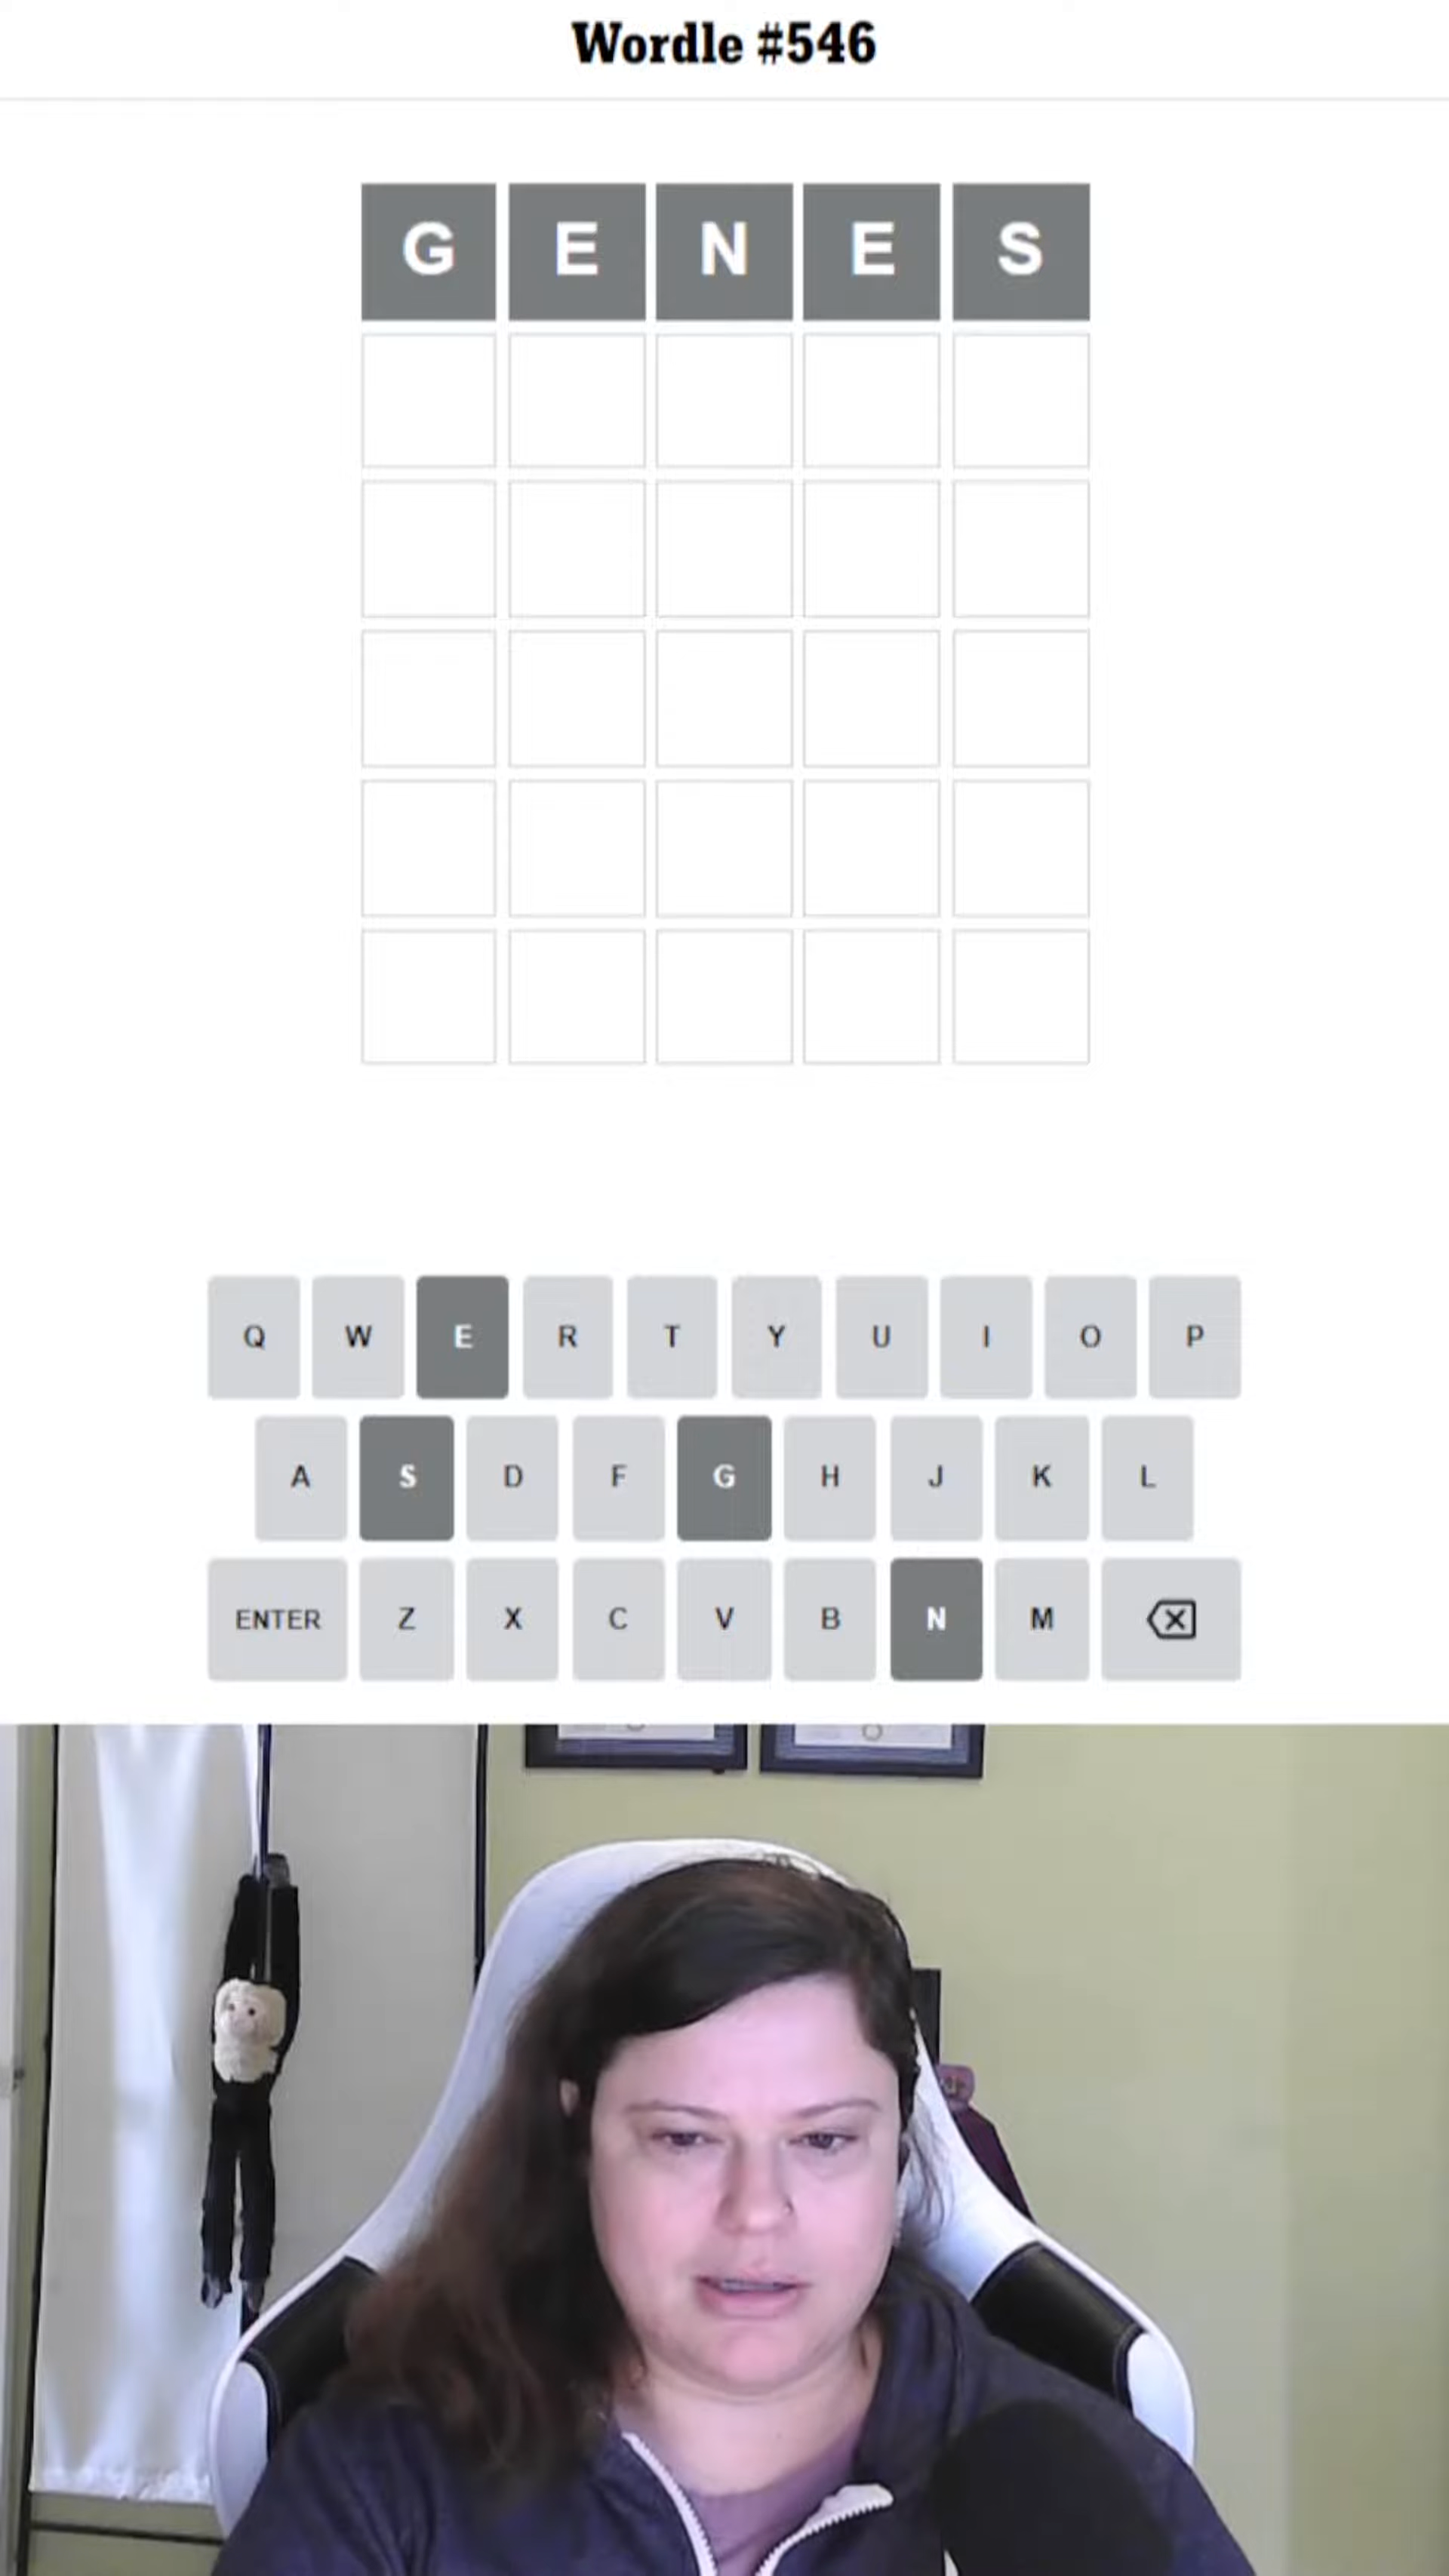 Wordle #546
G E N E S
Q W E R T Y U I O P
A S D F G H J K L
ENTER Z X C V B N M